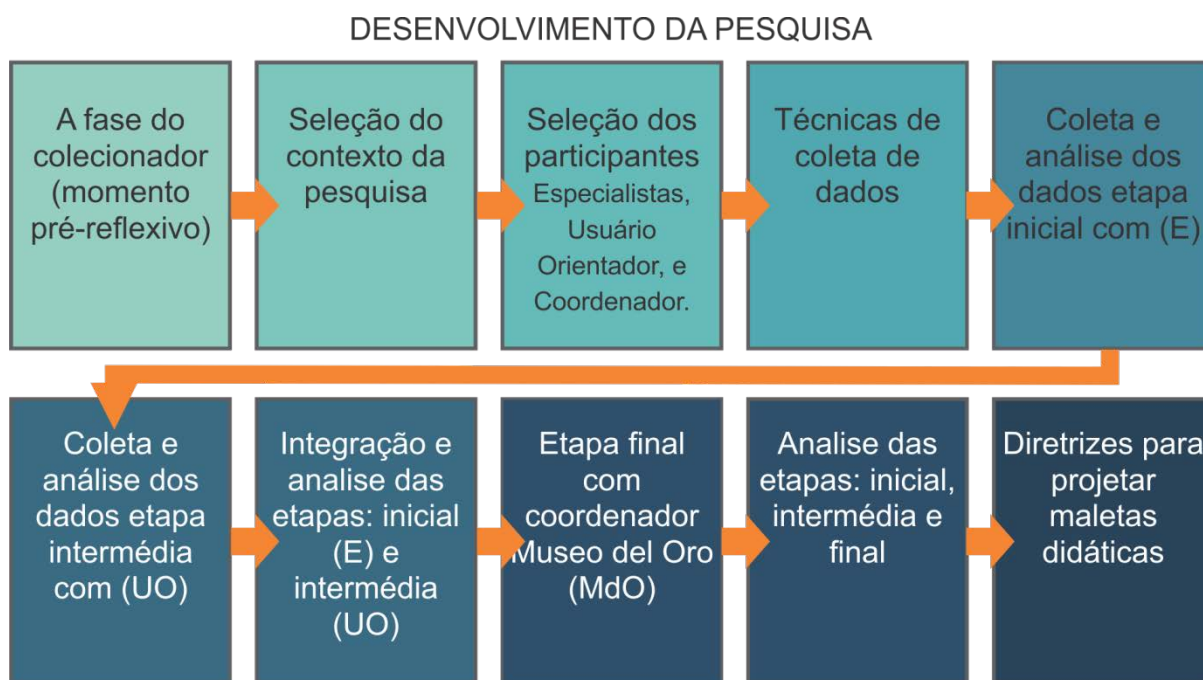 DESENVOLVIMENTO DA PESQUISA
A fase do
colecionador
(momento
pré-reflexivo)
Seleção do
contexto da
pesquisa
Seleção dos
participantes
Especialistas,
Usuário
Orientador, e
Coordenador.
Técnicas de
coleta de
dados
Coleta e
análise dos
dados etapa
inicial com (E)
Coleta e
análise dos
dados etapa
intermédia
com (UO)
Integração e
analise das
etapas: inicial
(E) e
intermédia
(UO)
Etapa final
com
coordenador
Museo del Oro
(MdO)
Analise das
etapas: inicial,
intermédia e
final
Diretrizes para
projetar
maletas
didáticas